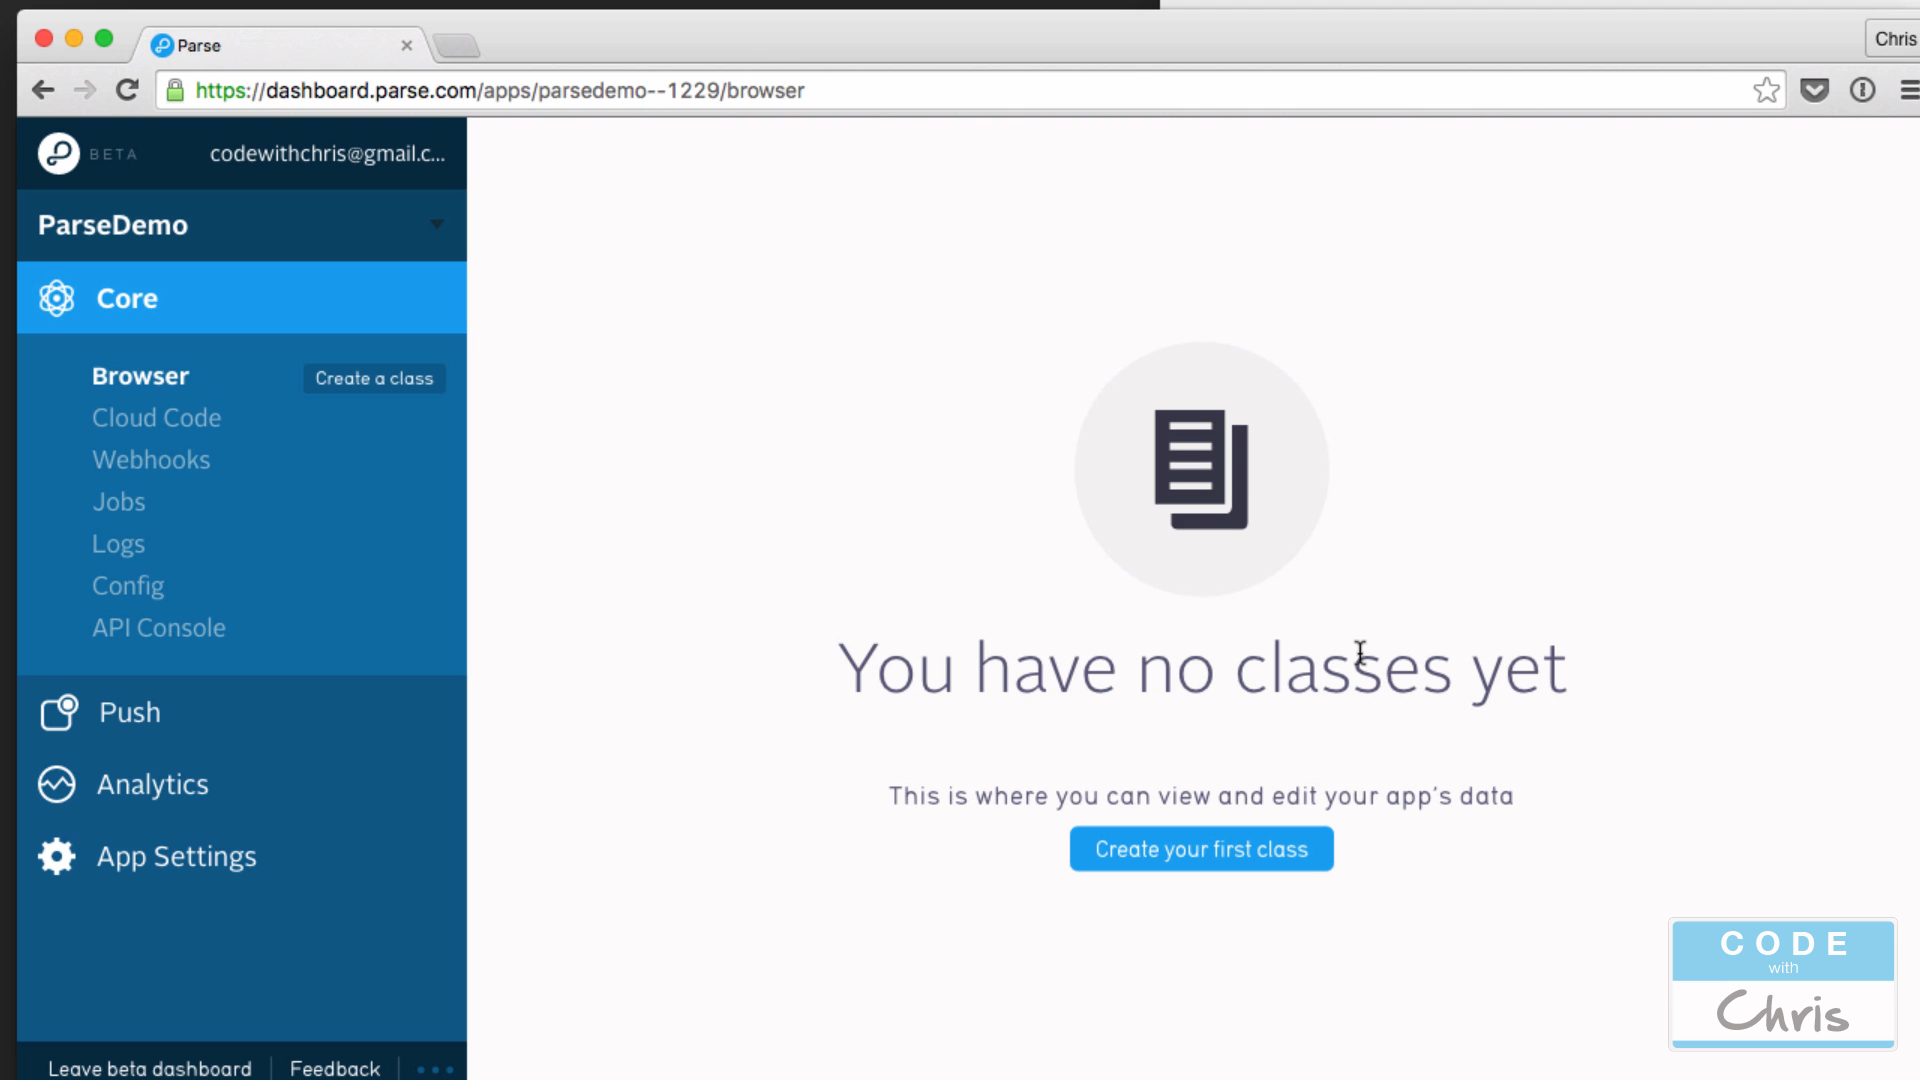 Parse
Chris
https://dashboard.parse.com/apps/parsedemo--1229/browser
BETA
codewithchris@gmail.c...
ParseDemo
Core
Browser
Create a class
Cloud Code
Webhooks
Jobs
Logs
Config
API Console
Push
Analytics
App Settings
Leave beta dashboard
Feedback
You have no classes yet
This is where you can view and edit your app's data
Create your first class
CODE
with
Chris